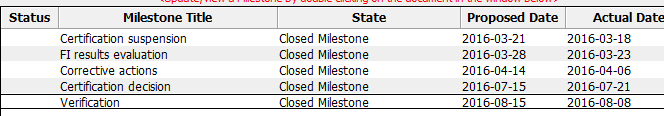 <Update/view a Milestone by double clicking on the document in the window below>
Status Milestone Title State Proposed Date Actual Date
Certification suspension Closed Milestone 2016-03-21 2016-03-18
FI results evaluation Closed Milestone 2016-03-28 2016-03-23
Corrective actions Closed Milestone 2016-04-14 2016-04-06
Certification decision Closed Milestone 2016-07-15 2016-07-21
Verification Closed Milestone 2016-08-15 2016-08-08